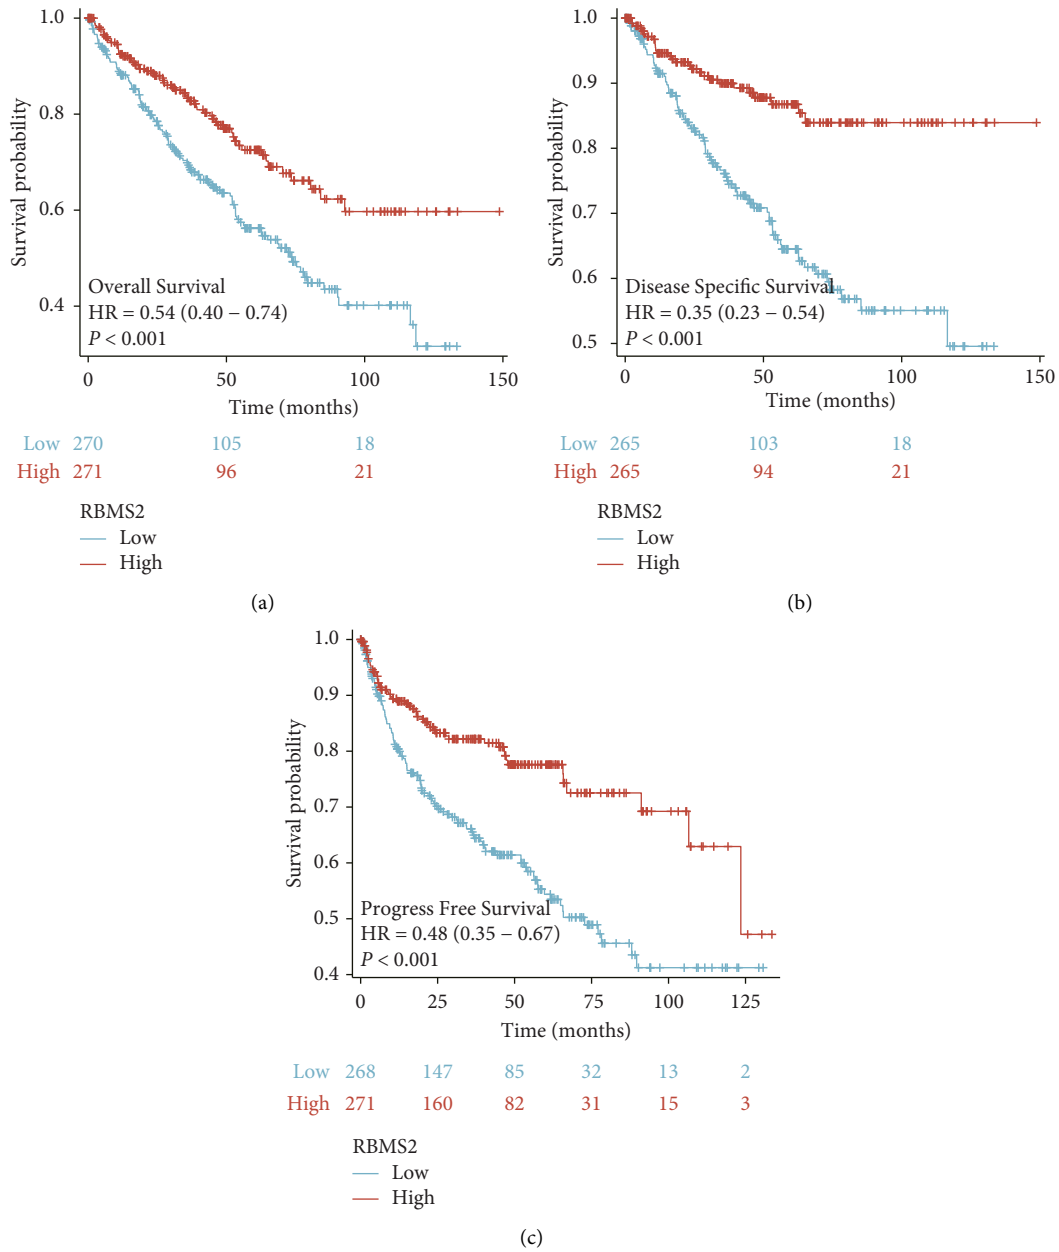 1.0
0.8
0.6
0.4
Survival probability
Overall Survival
HR = 0.54 (0.40 – 0.74)
P < 0.001
0 50 100 150
Time (months)
Low 270 105 18
High 271 96 21
RBMS2
Low
High
(a)
1.0
0.9
0.8
0.7
0.6
0.5
Survival probability
Disease Specific Survival
HR = 0.35 (0.23 – 0.54)
P < 0.001
0 50 100 150
Time (months)
Low 265 103 18
High 265 94 21
RBMS2
Low
High
(b)
1.0
0.9
0.8
0.7
0.6
0.5
0.4
Survival probability
Progress Free Survival
HR = 0.48 (0.35 – 0.67)
P < 0.001
0 25 50 75 100 125
Time (months)
Low 268 147 85 32 13 2
High 271 160 82 31 15 3
RBMS2
Low
High
(c)